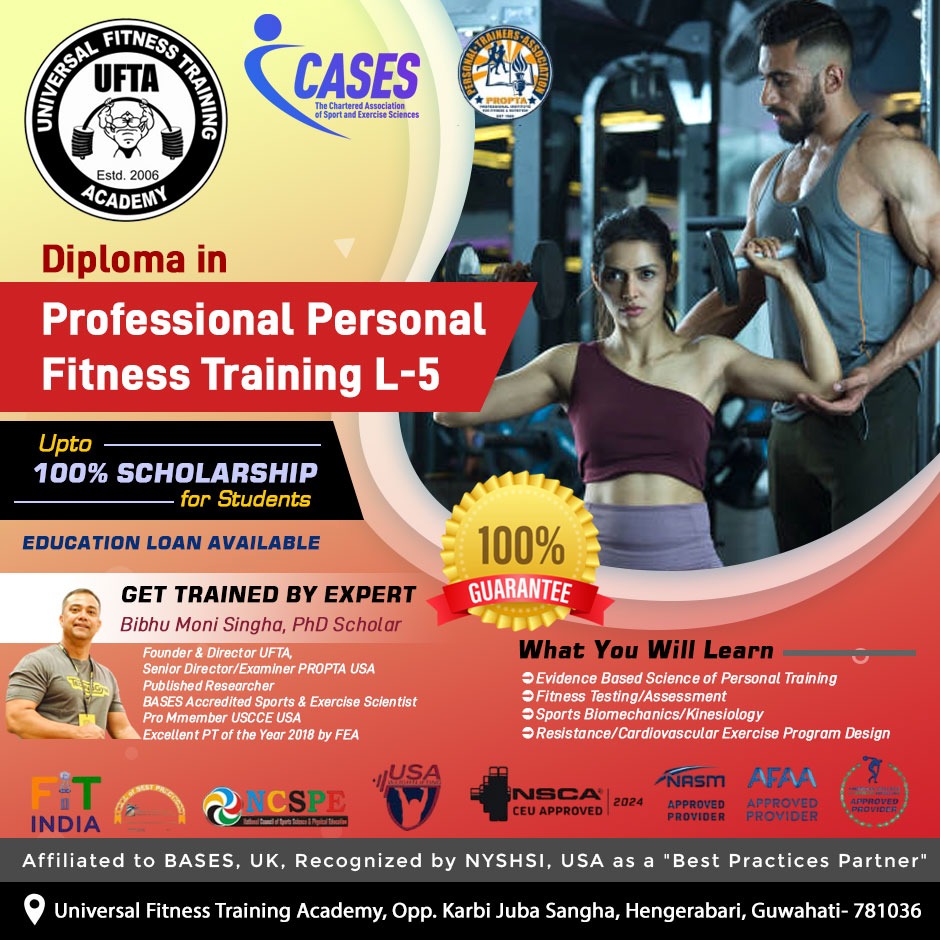 UNIVERSAL FITNESS TRAINING
UFTA
Estd. 2006
ACADEMY
CASES
The Chartered Association
of Sport and Exercise Sciences
PERSONAL TRAINERS ASSOCIATION
PROPTA
PROFESSIONAL INSTITUTE
FOR FITNESS & NUTRITION
Diploma in
Professional Personal
Fitness Training L-5
Upto
100% SCHOLARSHIP
for Students
EDUCATION LOAN AVAILABLE
100%
GUARANTEE
GET TRAINED BY EXPERT
Bibhu Moni Singha, PhD Scholar
Founder & Director UFTA,
Senior Director/Examiner PROPTA USA
Published Researcher
BASES Accredited Sports & Exercise Scientist
Pro Mmember USCCE USA
Excellent PT of the Year 2018 by FEA
What You Will Learn
Evidence Based Science of Personal Training
Fitness Testing/Assessment
Sports Biomechanics/Kinesiology
Resistance/Cardiovascular Exercise Program Design
FIT
INDIA
NCSPE
National Council of Sports Science & Physical Education
USA
NSCA
CEU APPROVED
2024
NASM
APPROVED
PROVIDER
AFAA
APPROVED
PROVIDER
APPROVED
PROVIDER
Affiliated to BASES, UK, Recognized by NYSHSI, USA as a "Best Practices Partner"
Universal Fitness Training Academy, Opp. Karbi Juba Sangha, Hengerabari, Guwahati- 781036